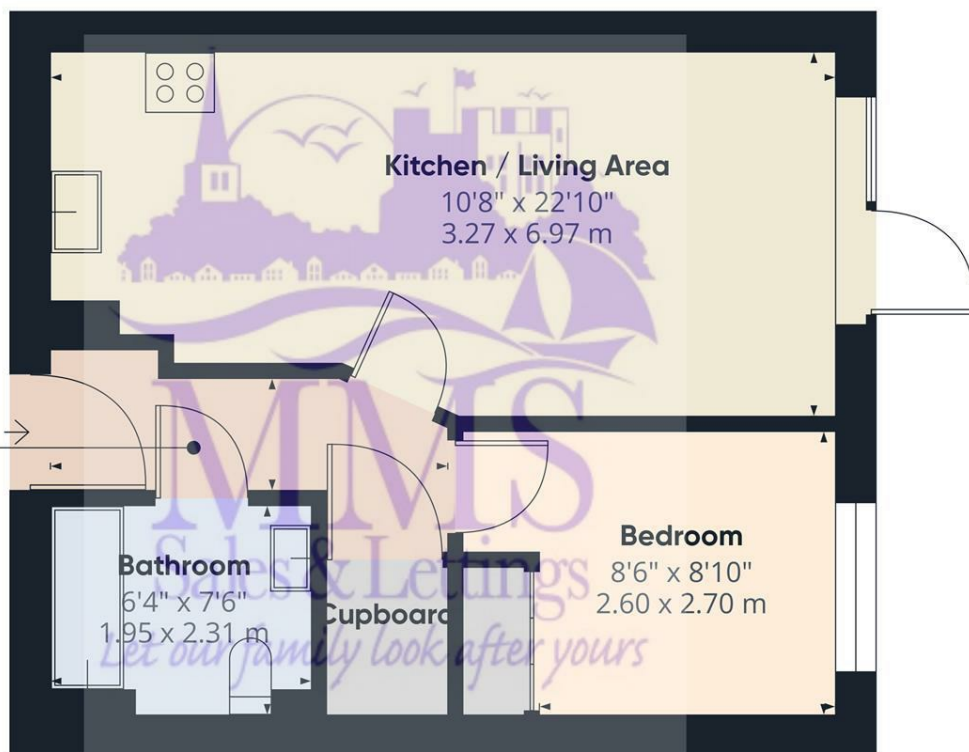 Kitchen / Living Area
10'8" x 22'10"
3.27 x 6.97 m
MMS
Sales & Lettings
Let our family look after yours
Bedroom
8'6" x 8'10"
2.60 x 2.70 m
Bathroom
6'4" x 7'6"
1.95 x 2.31 m
Cupboard